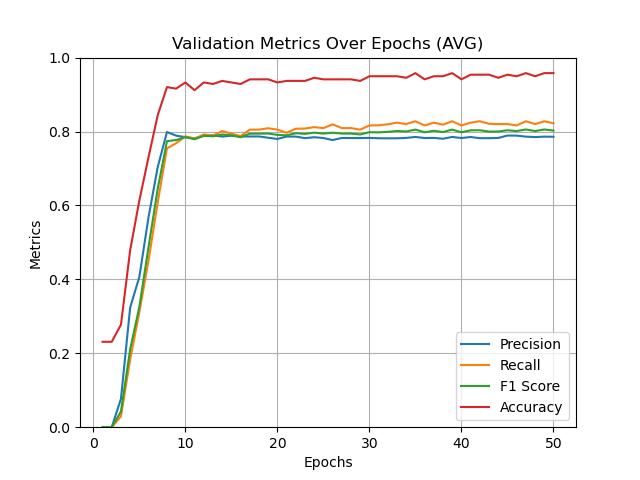 Validation Metrics Over Epochs (AVG)
1.0
0.8
0.6
0.4
0.2
0.0
Metrics
0 10 20 30 40 50
Epochs
Precision
Recall
F1 Score
Accuracy